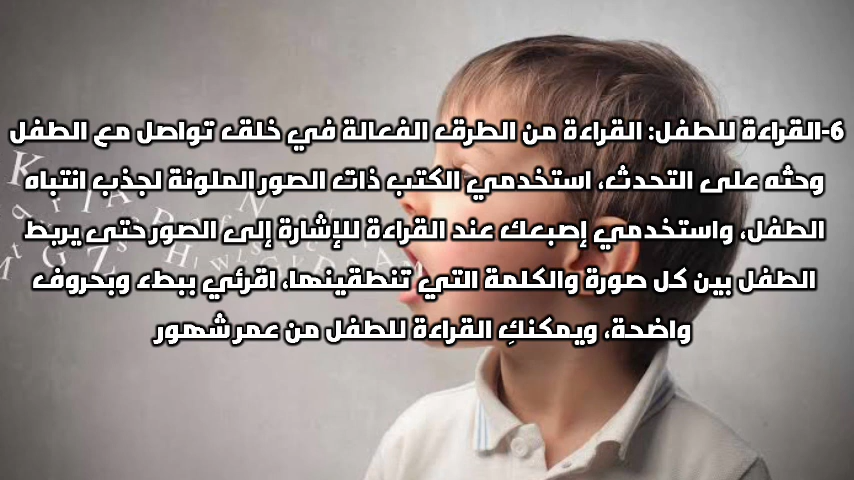 6-القراءة للطفل: القراءة من الطرق الفعالة في خلق تواصل مع الطفل
وحثه على التحدث، استخدمي الكتب ذات الصور الملونة لجذب انتباه
الطفل، واستخدمي إصبعك عند القراءة للإشارة إلى الصور حتى يربط
الطفل بين كل صورة والكلمة التي تنطقينها، اقرئي ببطء وبحروف
واضحة، ويمكنكِ القراءة للطفل من عمر شهور